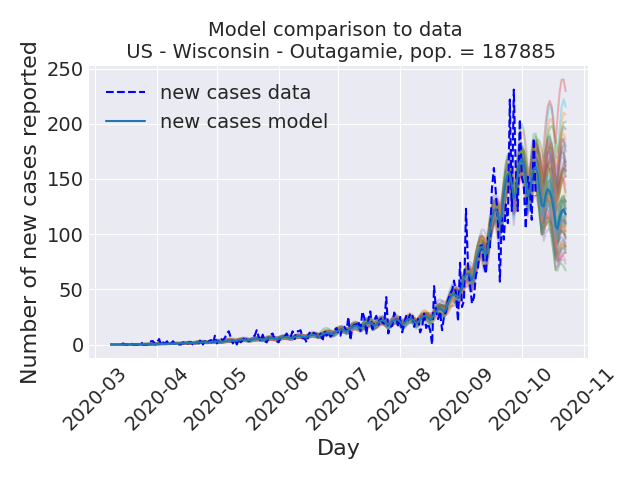 Model comparison to data
US - Wisconsin - Outagamie, pop. = 187885
Number of new cases reported
250
200
150
100
50
0
new cases data
new cases model
2020-03
2020-04
2020-05
2020-06
2020-07
2020-08
2020-09
2020-10
2020-11
Day